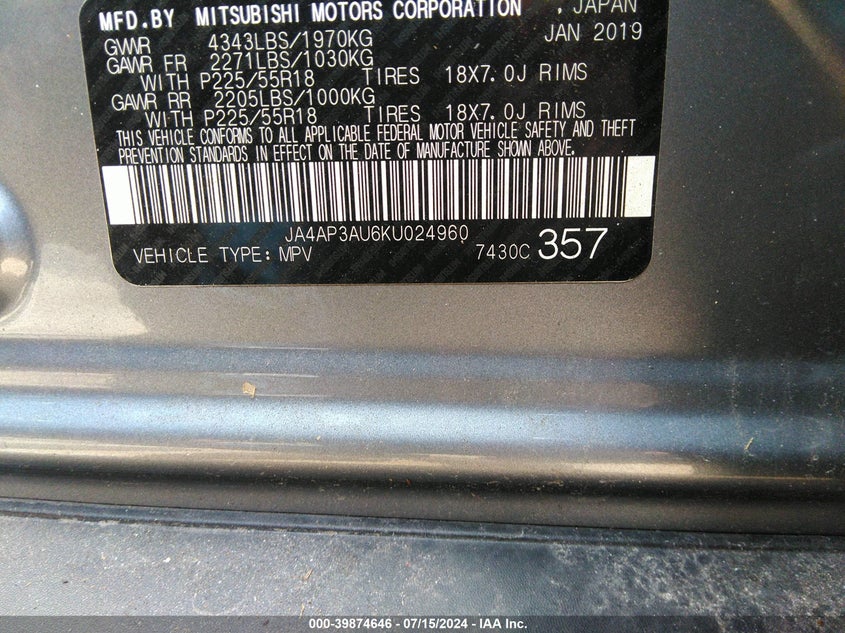 MFD.BY MITSUBISHI MOTORS CORPORATION , JAPAN
GVWR 4343LBS/1970KG JAN 2019
GAWR FR 2271LBS/1030KG
WITH P225/55R18 TIRES 18X7.0J RIMS
GAWR RR 2205LBS/1000KG
WITH P225/55R18 TIRES 18X7.0J RIMS
THIS VEHICLE CONFORMS TO ALL APPLICABLE FEDERAL MOTOR VEHICLE SAFETY AND THEFT
PREVENTION STANDARDS IN EFFECT ON THE DATE OF MANUFACTURE SHOWN ABOVE.
JA4AP3AU6KU024960
VEHICLE TYPE: MPV 7430C 357
000-39874646 - 07/15/2024 - IAA Inc.